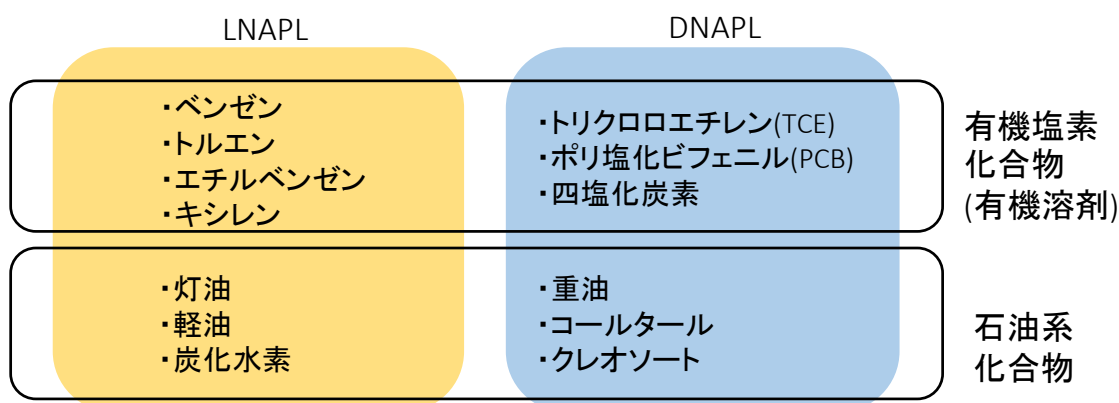 LNAPL
DNAPL
・ベンゼン
・トルエン
・エチルベンゼン
・キシレン
・トリクロロエチレン(TCE)
・ポリ塩化ビフェニル(PCB)
・四塩化炭素
有機塩素
化合物
(有機溶剤)
・灯油
・軽油
・炭化水素
・重油
・コールタール
・クレオソート
石油系
化合物